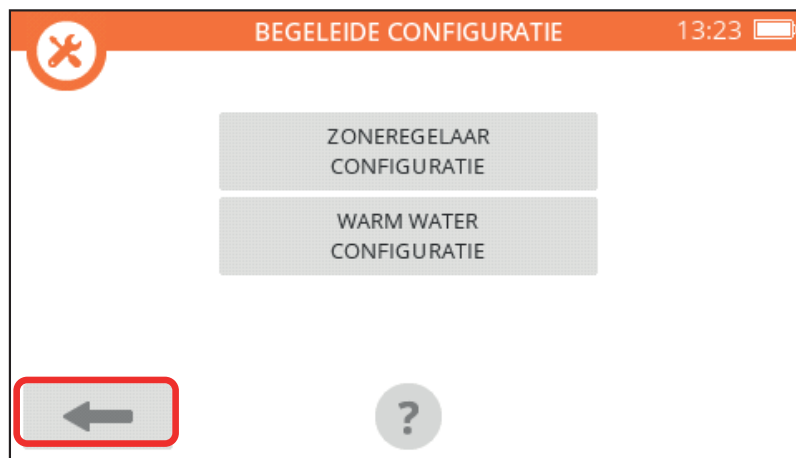 BEGELEIDE CONFIGURATIE 13:23
ZONEREGELAAR
CONFIGURATIE
WARM WATER
CONFIGURATIE
?